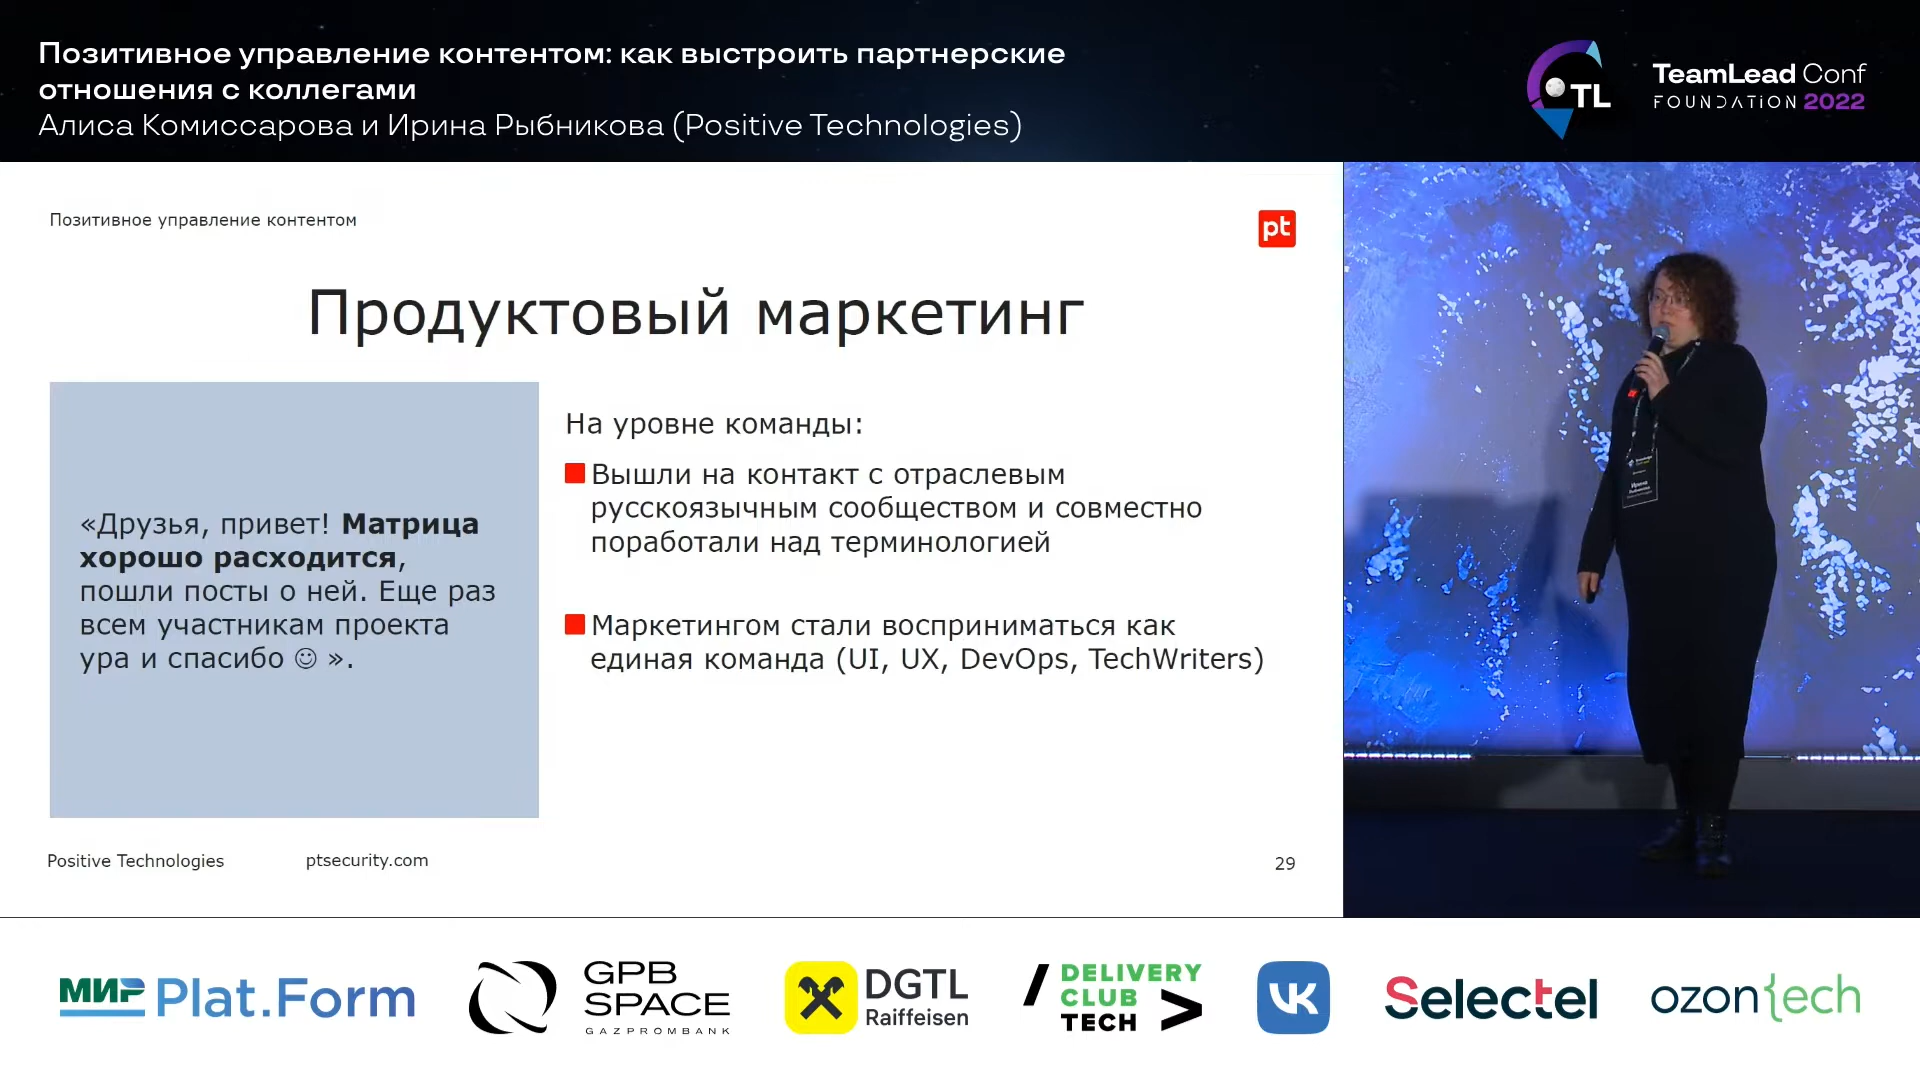 Позитивное управление контентом: как выстроить партнерские
отношения с коллегами
Алиса Комиссарова и Ирина Рыбникова (Positive Technologies)
TL
TeamLead Conf
FOUNDATION 2022
Позитивное управление контентом
pt
Продуктовый маркетинг
«Друзья, привет! Матрица
хорошо расходится,
пошли посты о ней. Еще раз
всем участникам проекта
ура и спасибо ☺ ».
На уровне команды:
Вышли на контакт с отраслевым
русскоязычным сообществом и совместно
поработали над терминологией
Маркетингом стали восприниматься как
единая команда (UI, UX, DevOps, TechWriters)
Positive Technologies
ptsecurity.com
29
Ирина
МИР Plat.Form
GPB
SPACE
GAZPROMBANK
DGTL
Raiffeisen
DELIVERY
CLUB
TECH
VK
Selectel
ozon{ech